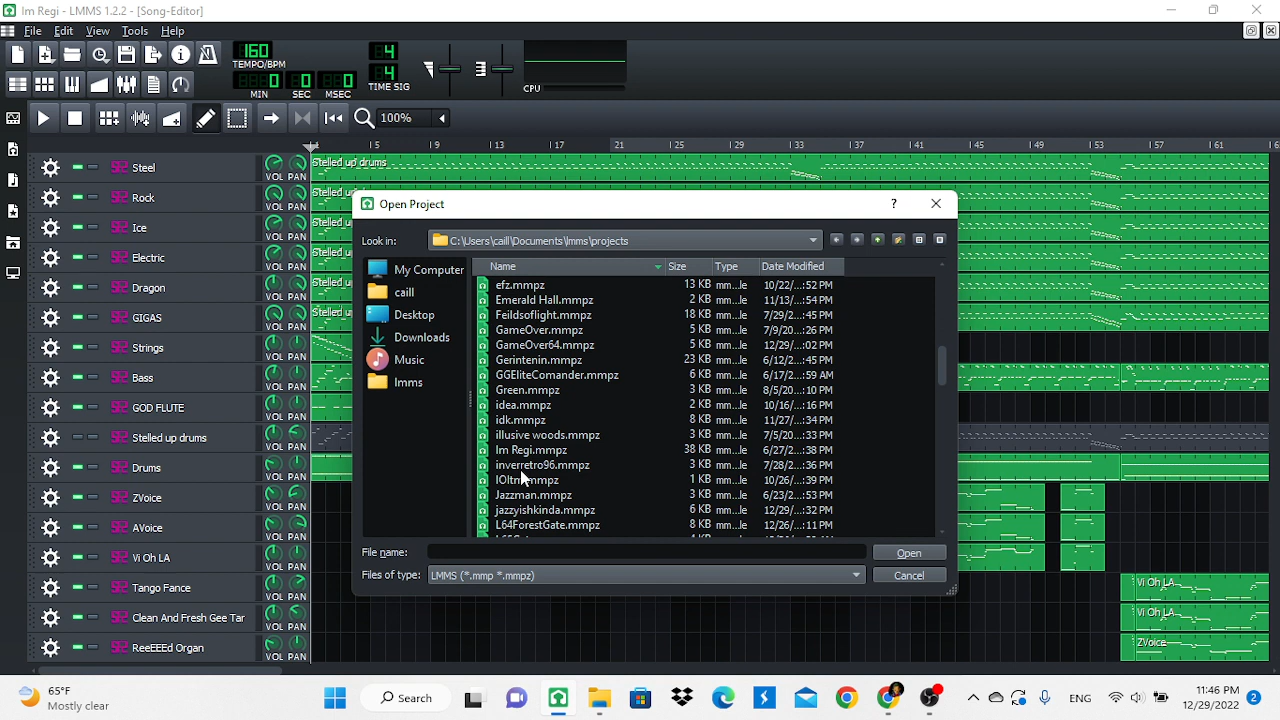 Im Regi - LMMS 1.2.2 - [Song-Editor]
File Edit View Tools Help
160
TEMPO/BPM
4
4
TIME SIG
0 0 0
MIN SEC MSEC
CPU
100%
5 9 13 17 21 25 29 33 37 41 45 49 53 57 61 6
VOL PAN
Steel
Stelled up drums
Rock
Ice
Electric
Dragon
GIGAS
Strings
Bass
GOO FLUTE
Stelled up drums
Drums
ZVoice
AVoice
Vi Oh LA
Tango Fance
Clean And Fresh Gee Tar
ReeEEEd Organ
Vi Oh LA
Vi Oh LA
ZVoice
Open Project
?
Look in:
C:\Users\caill\Documents\lmms\projects
My Computer
caill
Desktop
Downloads
Music
lmms
Name Size Type Date Modified
efz.mmpz 13 KB mm...le 10/22/...:52 PM
Emerald Hall.mmpz 2 KB mm...le 11/13/...:54 PM
Feildsoflight.mmpz 18 KB mm...le 7/25/2...:49 PM
GameOver.mmpz 5 KB mm...le 7/5/20...:26 PM
GameOver64.mmpz 5 KB mm...le 12/29/...:02 PM
Gerintenin.mmpz 23 KB mm...le 6/12/2...:45 PM
GGEliteComander.mmpz 6 KB mm...le 6/17/2...:59 AM
Green.mmpz 3 KB mm...le 8/5/20...:10 PM
idea.mmpz 2 KB mm...le 10/16/...:16 PM
idk.mmpz 8 KB mm...le 11/27/...:34 PM
illusive woods.mmpz 3 KB mm...le 7/5/20...:33 PM
Im Regi.mmpz 38 KB mm...le 6/27/2...:38 PM
inverretro96.mmpz 3 KB mm...le 7/28/2...:38 PM
1 KB mm...le 10/26/...:19 PM
Jazzman.mmpz 3 KB mm...le 6/23/2...:53 PM
jazzyishkinda.mmpz 6 KB mm...le 12/29/...:32 PM
L64ForestGate.mmpz 8 KB mm...le 12/26/...:11 PM
File name:
Open
Files of type:
LMMS (*.mmp *.mmpz)
Cancel
65°F
Mostly clear
Search
ENG
11:46 PM
12/29/2022
2